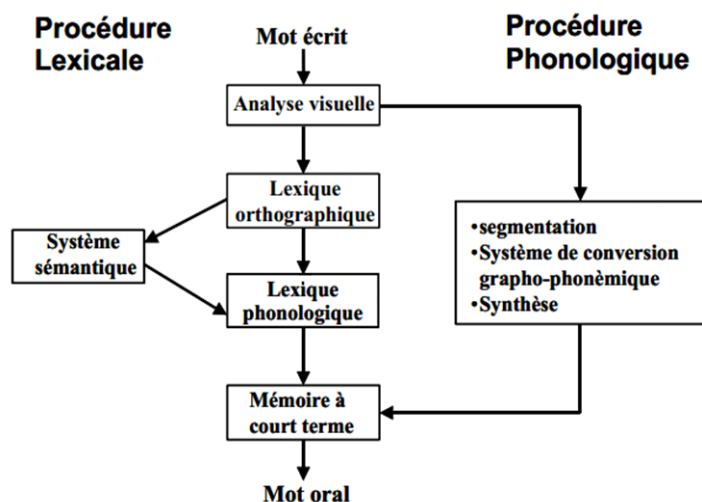 Procédure
Lexicale
Mot écrit
Procédure
Phonologique
Analyse visuelle
Lexique
orthographique
Système
sémantique
Lexique
phonologique
•segmentation
•Système de conversion
grapho-phonèmique
•Synthèse
Mémoire à
court terme
Mot oral